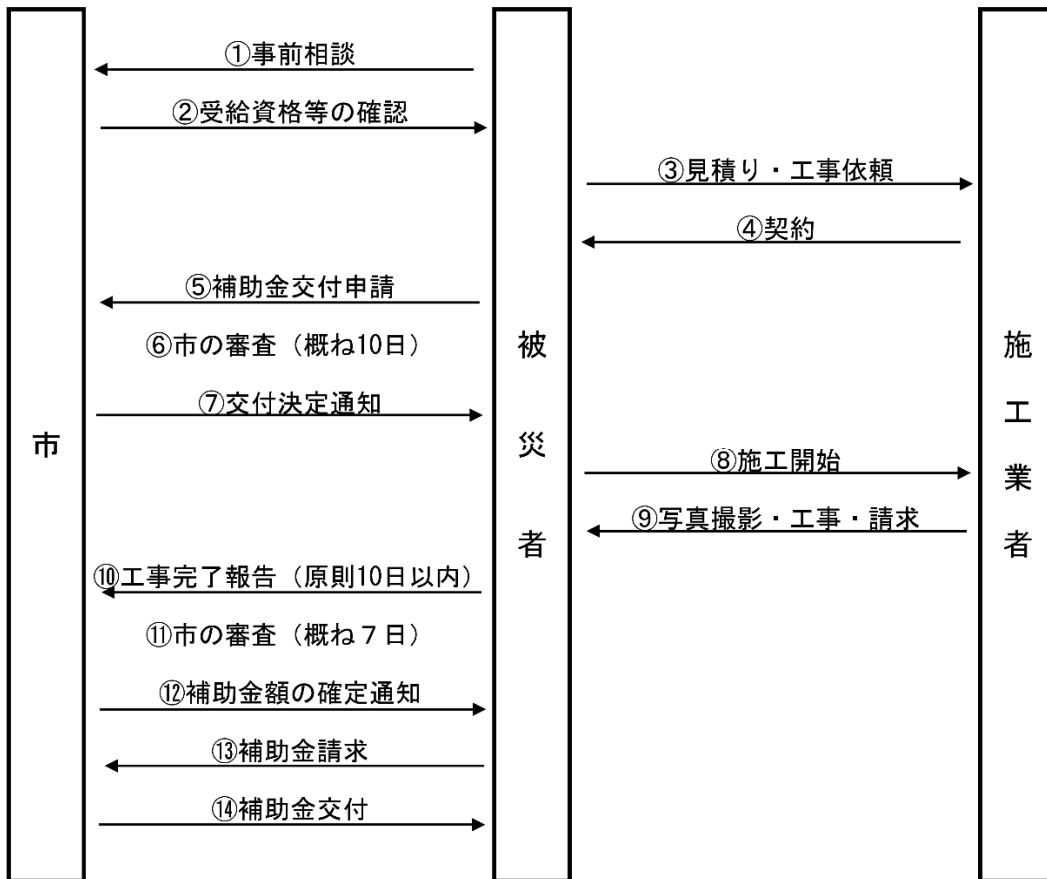 ①事前相談
②受給資格等の確認
③見積り・工事依頼
④契約
⑤補助金交付申請
⑥市の審査（概ね10日）
⑦交付決定通知
⑧施工開始
⑨写真撮影・工事・請求
⑩工事完了報告（原則10日以内）
⑪市の審査（概ね７日）
⑫補助金額の確定通知
⑬補助金請求
⑭補助金交付
市
被災者
施工業者